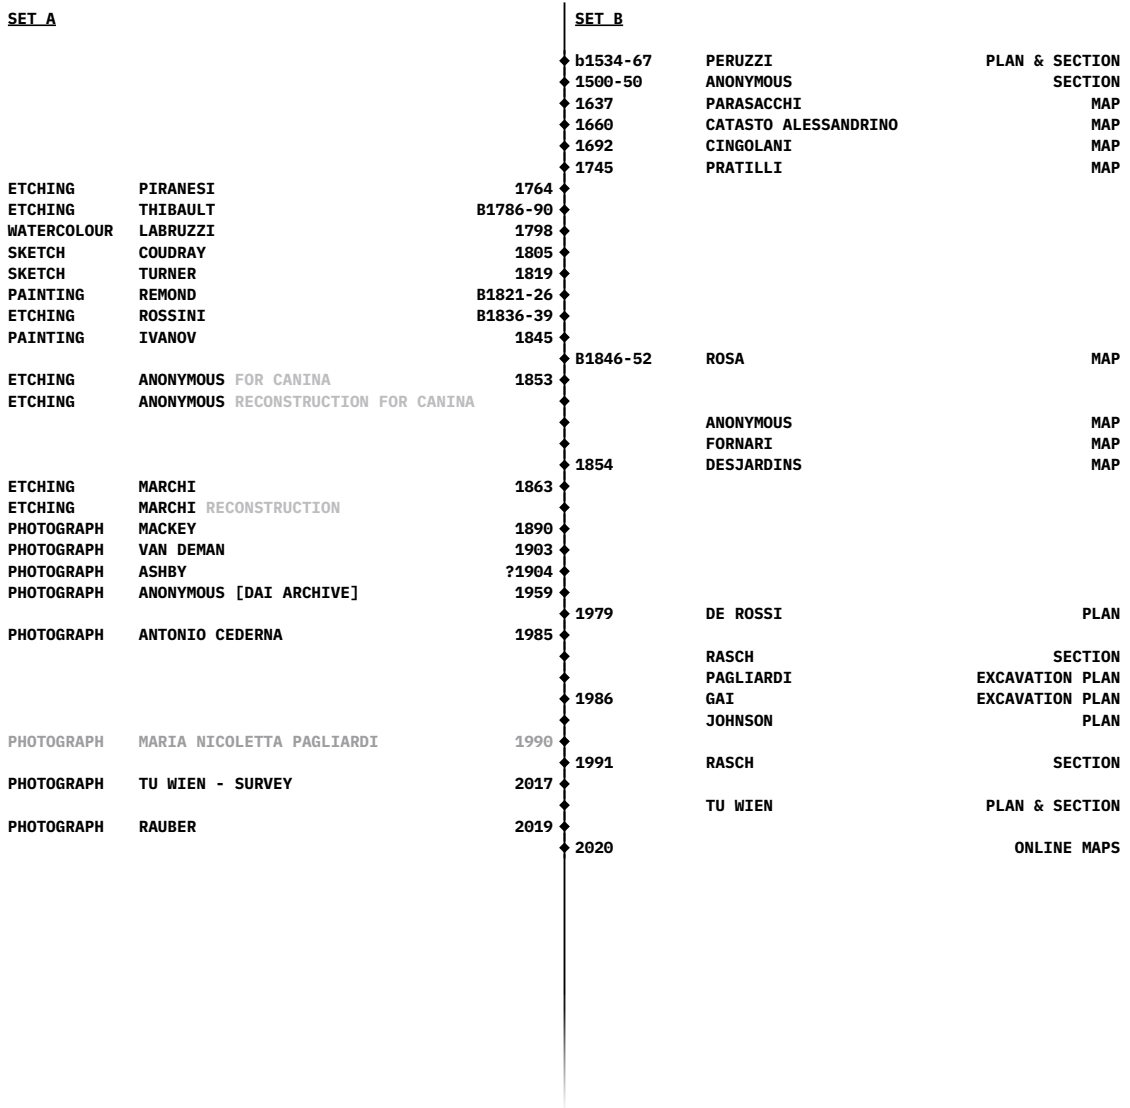 SET A SET B
b1534-67 PERUZZI PLAN & SECTION
1500-50 ANONYMOUS SECTION
1637 PARASACCHI MAP
1660 CATASTO ALESSANDRINO MAP
1692 CINGOLANI MAP
1745 PRATILLI MAP
ETCHING PIRANESI 1764
ETCHING THIBAULT B1786-90
WATERCOLOUR LABRUZZI 1798
SKETCH COUDRAY 1805
SKETCH TURNER 1819
PAINTING REMOND B1821-26
ETCHING ROSSINI B1836-39
PAINTING IVANOV 1845
B1846-52 ROSA MAP
ETCHING ANONYMOUS FOR CANINA 1853
ETCHING ANONYMOUS RECONSTRUCTION FOR CANINA
ANONYMOUS MAP
FORNARI MAP
1854 DESJARDINS MAP
ETCHING MARCHI 1863
ETCHING MARCHI RECONSTRUCTION
PHOTOGRAPH MACKEY 1890
PHOTOGRAPH VAN DEMAN 1903
PHOTOGRAPH ASHBY ?1904
PHOTOGRAPH ANONYMOUS [DAI ARCHIVE] 1959
1979 DE ROSSI PLAN
PHOTOGRAPH ANTONIO CEDERNA 1985
RASCH SECTION
PAGLIARDI EXCAVATION PLAN
1986 GAI EXCAVATION PLAN
JOHNSON PLAN
PHOTOGRAPH MARIA NICOLETTA PAGLIARDI 1990
1991 RASCH SECTION
PHOTOGRAPH TU WIEN - SURVEY 2017
TU WIEN PLAN & SECTION
PHOTOGRAPH RAUBER 2019
2020 ONLINE MAPS